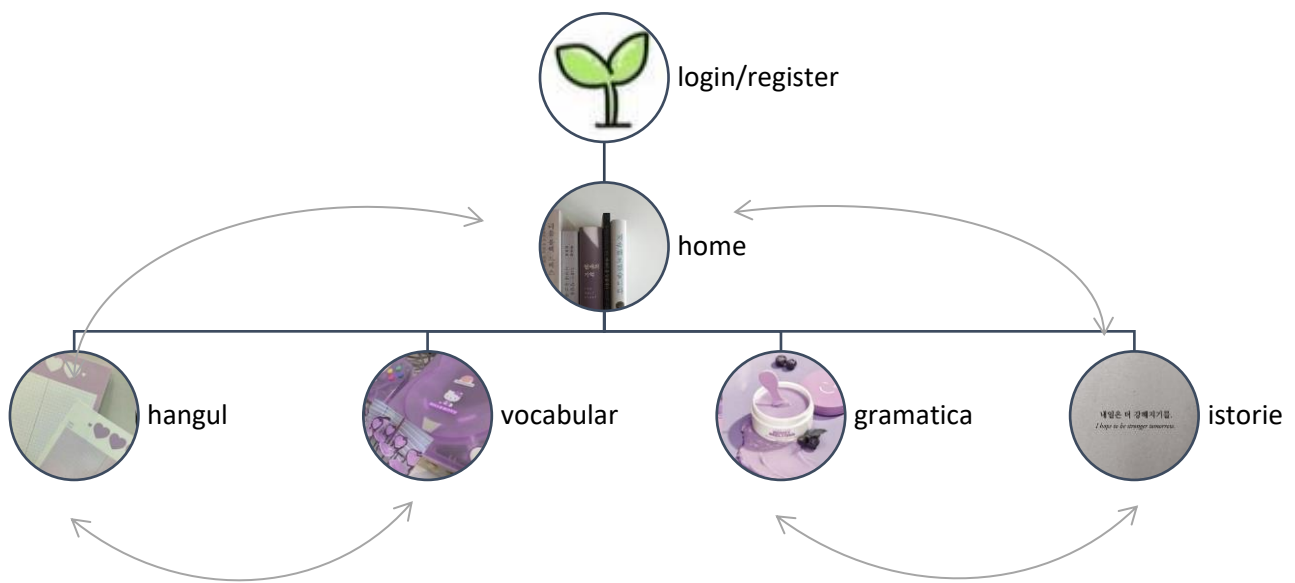 login/register
home
hangul
vocabular
gramatica
내일은 더 강해지기를.
I hope to be stronger tomorrow.
istorie